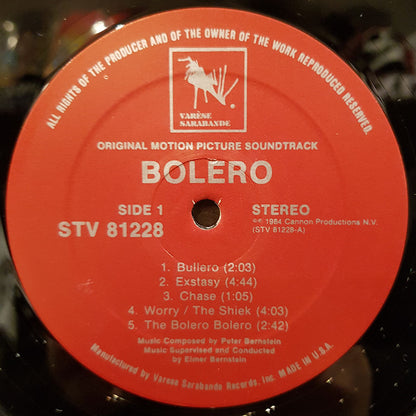 ALL RIGHTS OF THE PRODUCER AND OF THE OWNER OF THE WORK REPRODUCED RESERVED.
VARÈSE
SARABANDE
ORIGINAL MOTION PICTURE SOUNDTRACK
BOLERO
SIDE 1 STEREO
STV 81228 ℗© 1984 Cannon Productions N.V.
(STV 81228-A)
1. Bullero (2:03)
2. Exstasy (4:44)
3. Chase (1:05)
4. Worry / The Shiek (4:03)
5. The Bolero Bolero (2:42)
Music Composed by Peter Bernstein
Music Supervised and Conducted
by Elmer Bernstein
Manufactured by Varese Sarabande Records, Inc. MADE IN U.S.A.